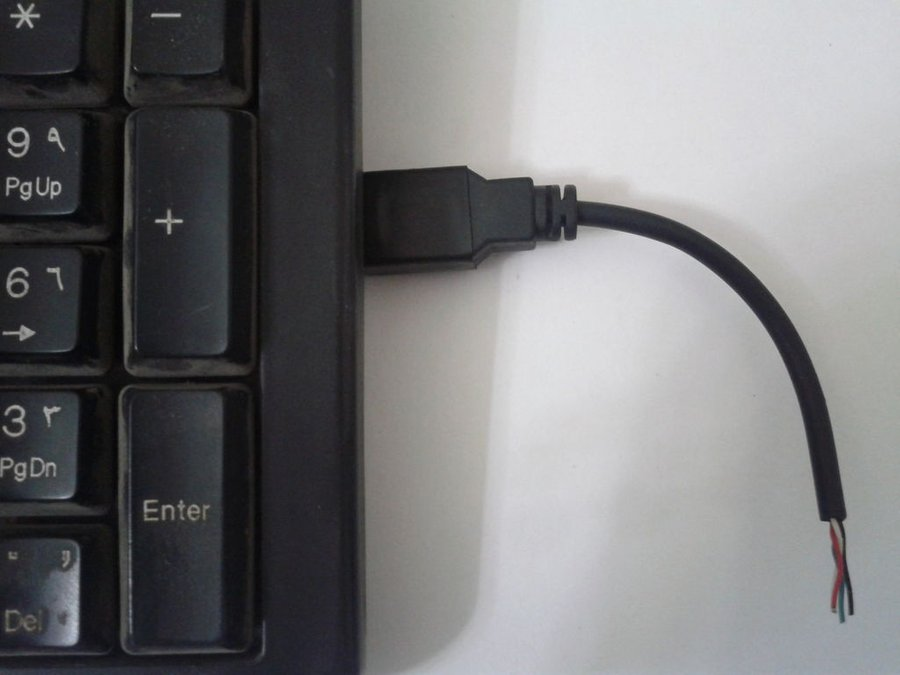 *
−
9 ٩
PgUp
+
6 ٦
→
3 ٣
PgDn
Enter
Del